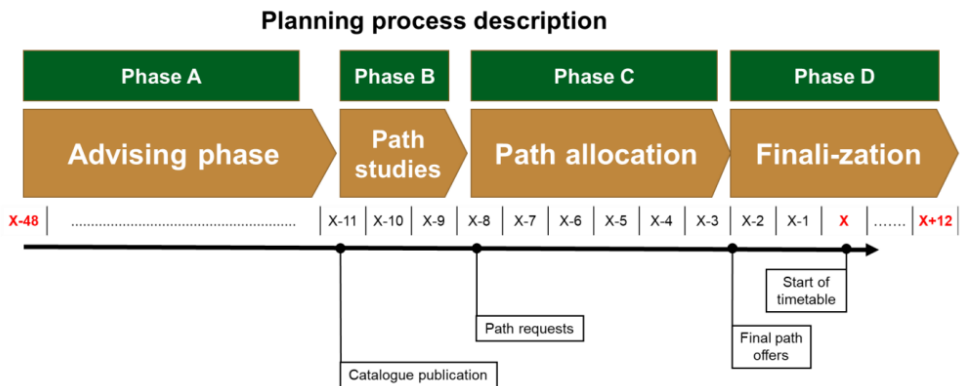 Planning process description
Phase A
Phase B
Phase C
Phase D
Advising phase
Path
studies
Path allocation
Finali-zation
X-48 ........................................................ X-11 X-10 X-9 X-8 X-7 X-6 X-5 X-4 X-3 X-2 X-1 X ....... X+12
Start of
timetable
Path requests
Final path
offers
Catalogue publication